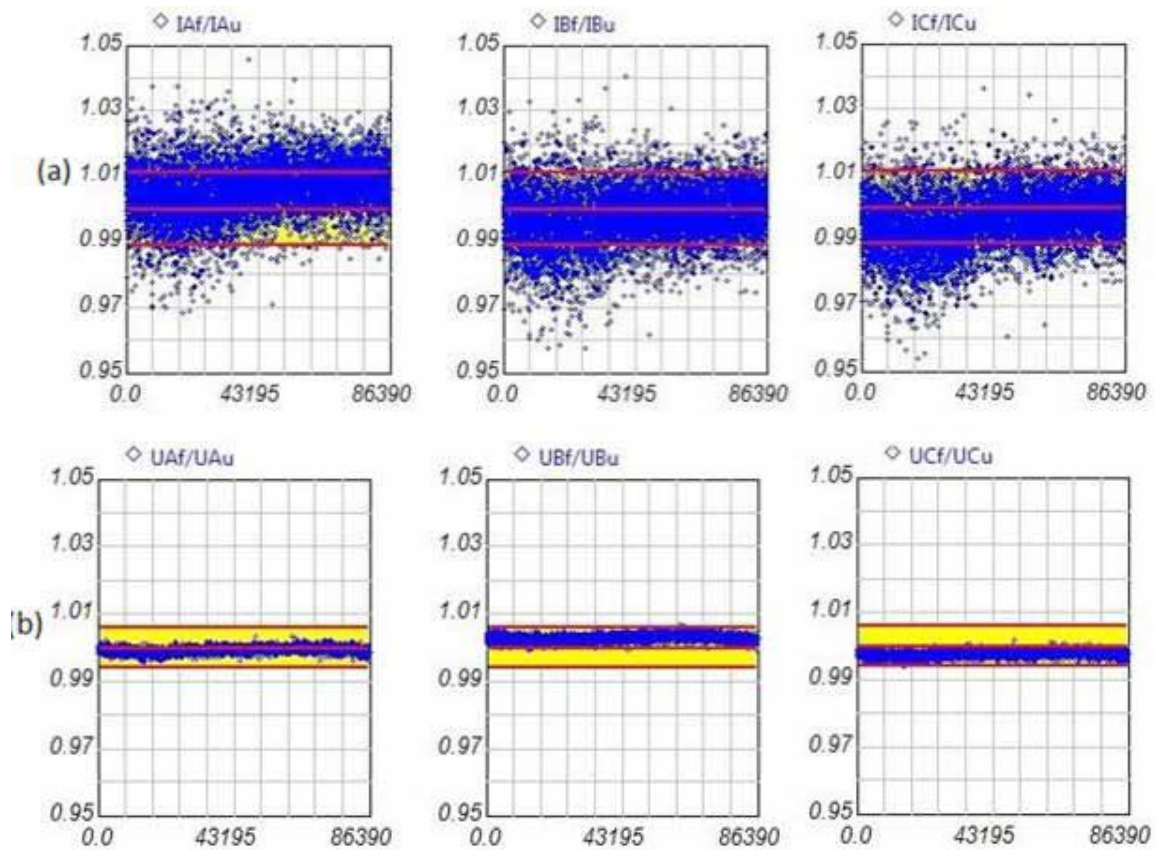 IAf/IAu IBf/IBu ICf/ICu
1.05 1.05 1.05
1.03 1.03 1.03
(a) 1.01 1.01 1.01
0.99 0.99 0.99
0.97 0.97 0.97
0.95 0.95 0.95
0.0 43195 86390 0.0 43195 86390 0.0 43195 86390
UAf/UAu UBf/UBu UCf/UCu
1.05 1.05 1.05
1.03 1.03 1.03
(b) 1.01 1.01 1.01
0.99 0.99 0.99
0.97 0.97 0.97
0.95 0.95 0.95
0.0 43195 86390 0.0 43195 86390 0.0 43195 86390